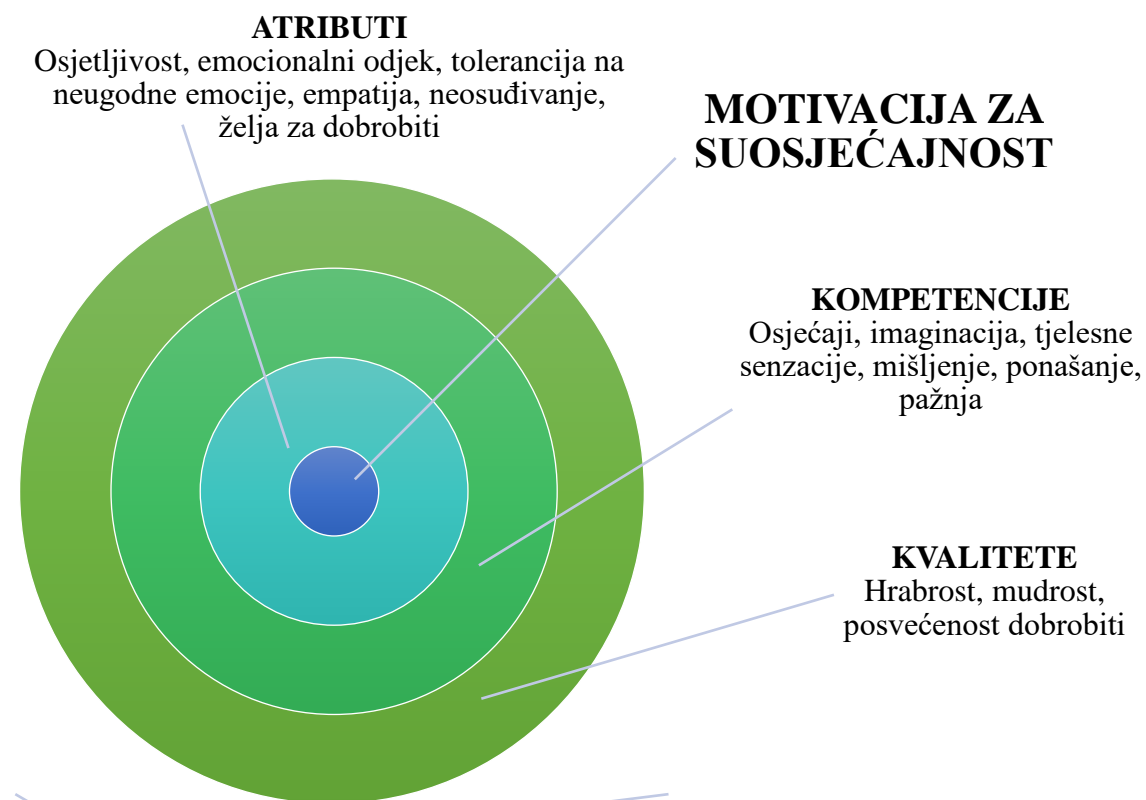 ATRIBUTI
Osjetljivost, emocionalni odjek, tolerancija na
neugodne emocije, empatija, neosuđivanje,
želja za dobrobiti
MOTIVACIJA ZA
SUOSJEĆAJNOST
KOMPETENCIJE
Osjećaji, imaginacija, tjelesne
senzacije, mišljenje, ponašanje,
pažnja
KVALITETE
Hrabrost, mudrost,
posvećenost dobrobiti